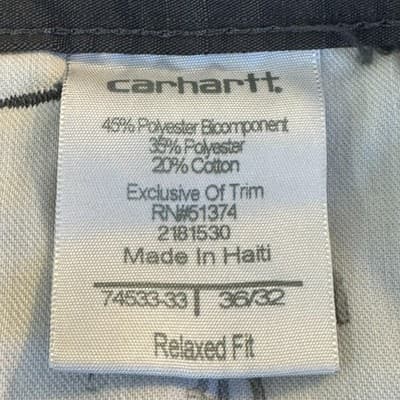 carhartt.
45% Polyester Bicomponent
35% Polyester
20% Cotton
Exclusive Of Trim
RN#51374
2181530
Made In Haiti
74533-33 36/32
Relaxed Fit